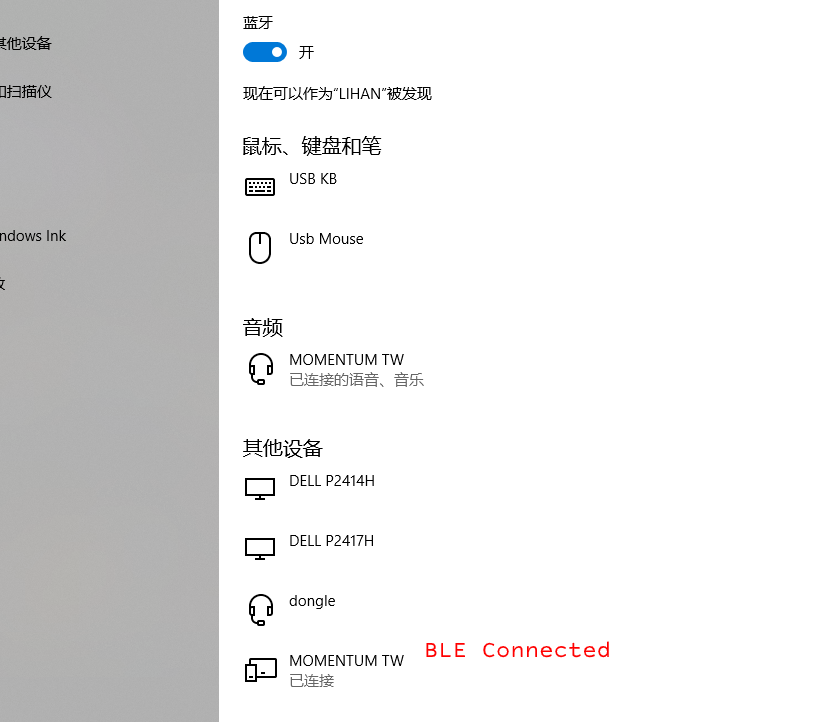 蓝牙
其他设备
开
和扫描仪
现在可以作为“LIHAN”被发现
鼠标、键盘和笔
USB KB
ndows Ink
Usb Mouse
音频
MOMENTUM TW
已连接的语音、音乐
其他设备
DELL P2414H
DELL P2417H
dongle
BLE Connected
MOMENTUM TW
已连接